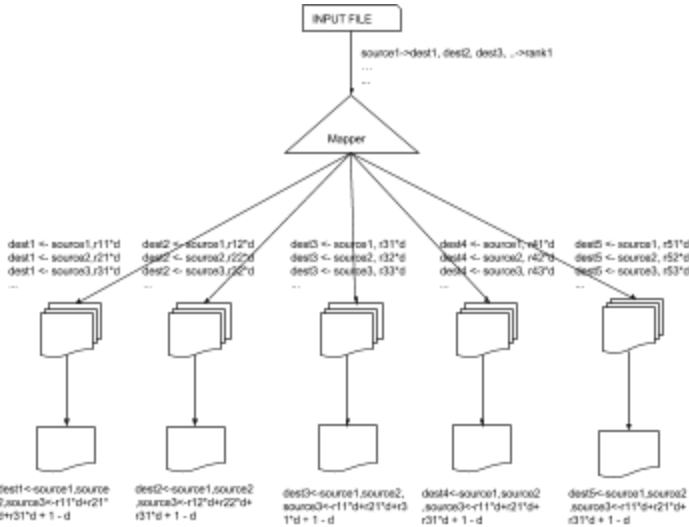 INPUT FILE
source1->dest1, dest2, dest3, ..->rank1
...
...
Mapper
dest1 <- source1,r11*d
dest1 <- source2,r21*d
dest1 <- source3,r31*d
...
dest2 <- source1,r12*d
dest2 <- source2,r22*d
dest2 <- source3,r32*d
...
dest3 <- source1, r31*d
dest3 <- source2, r32*d
dest3 <- source3, r33*d
...
dest4 <- source1, r41*d
dest4 <- source2, r42*d
dest4 <- source3, r43*d
...
dest5 <- source1, r51*d
dest5 <- source2, r52*d
dest5 <- source3, r53*d
...
dest1<-source1,source
2,source3<-r11*d+r21*
d+r31*d + 1 - d
dest2<-source1,source2
,source3<-r12*d+r22*d+
r31*d + 1 - d
dest3<-source1,source2,
source3<-r11*d+r21*d+r3
1*d + 1 - d
dest4<-source1,source2
,source3<-r11*d+r21*d+
r31*d + 1 - d
dest5<-source1,source2
,source3<-r11*d+r21*d+
r31*d + 1 - d